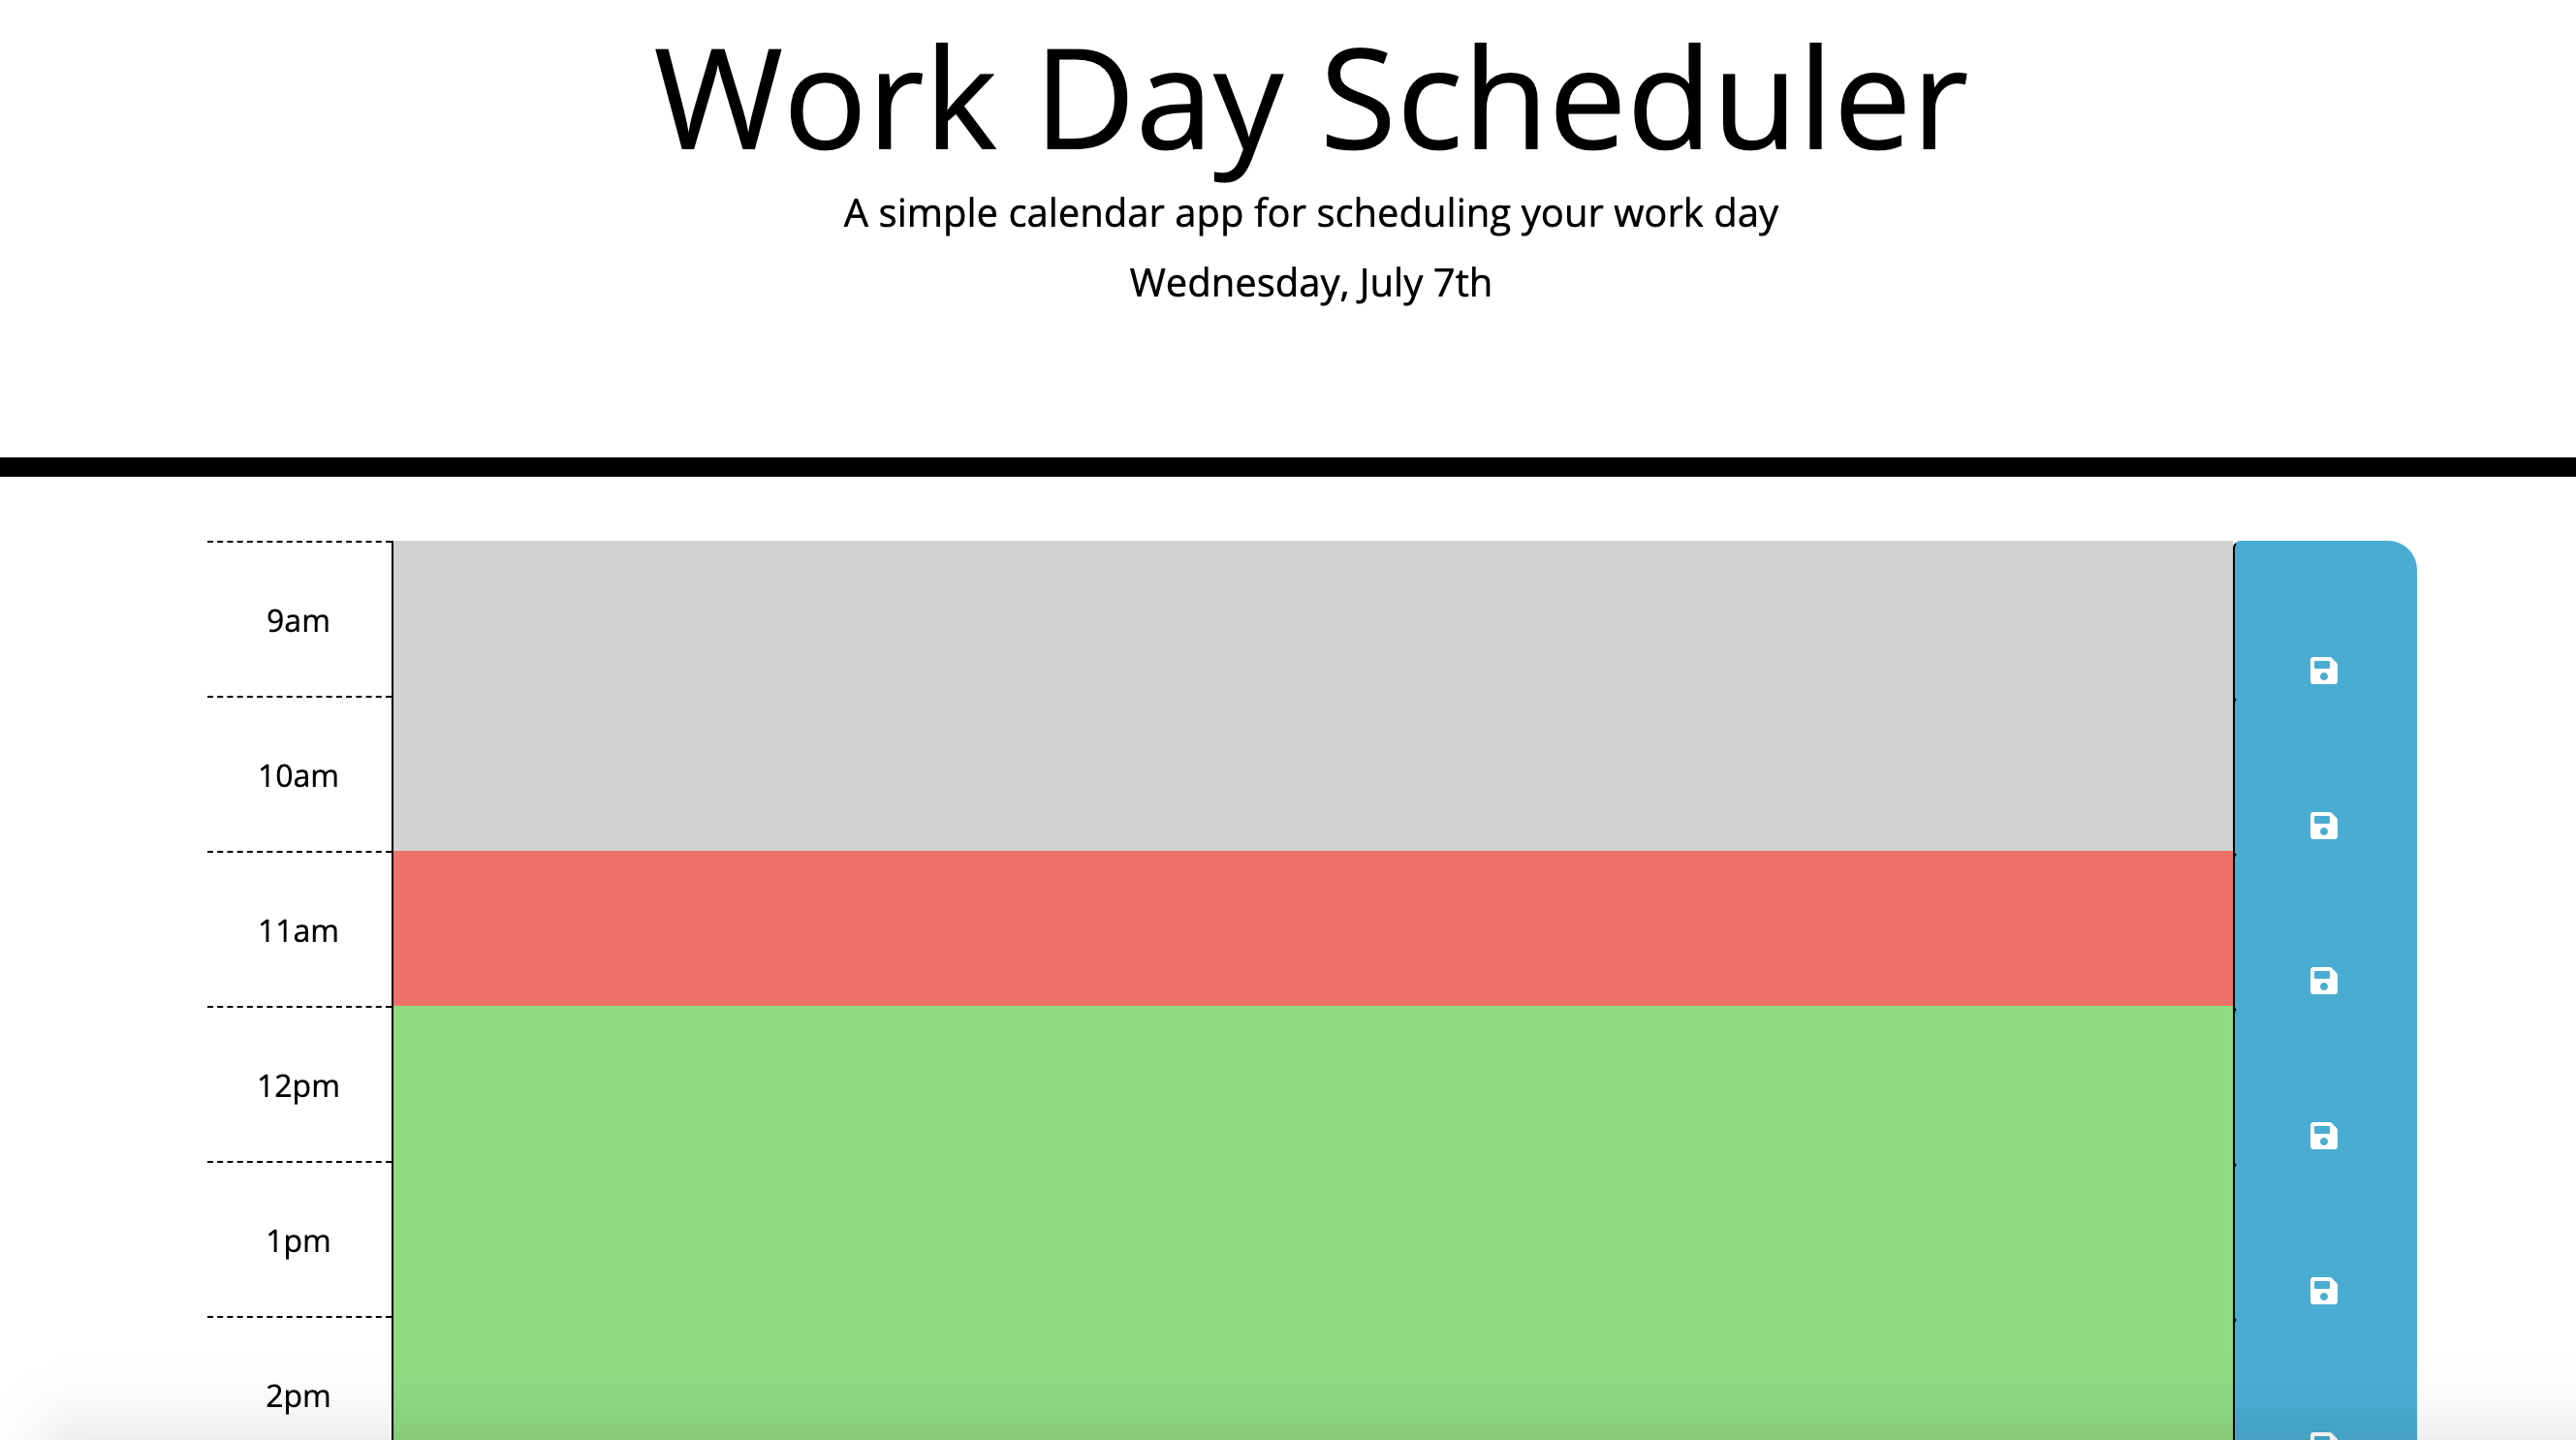 Work Day Scheduler
A simple calendar app for scheduling your work day
Wednesday, July 7th
9am
10am
11am
12pm
1pm
2pm